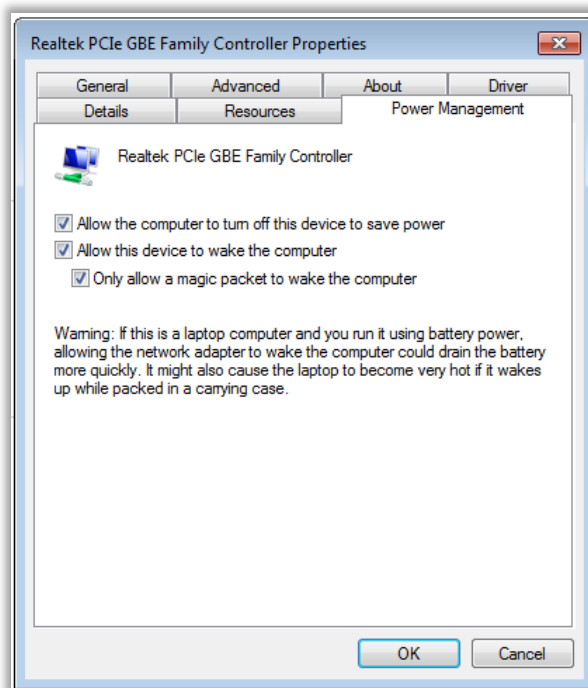 Realtek PCIe GBE Family Controller Properties
General Advanced About Driver
Details Resources Power Management
Realtek PCIe GBE Family Controller
Allow the computer to turn off this device to save power
Allow this device to wake the computer
Only allow a magic packet to wake the computer
Warning: If this is a laptop computer and you run it using battery power,
allowing the network adapter to wake the computer could drain the battery
more quickly. It might also cause the laptop to become very hot if it wakes
up while packed in a carrying case.
OK Cancel